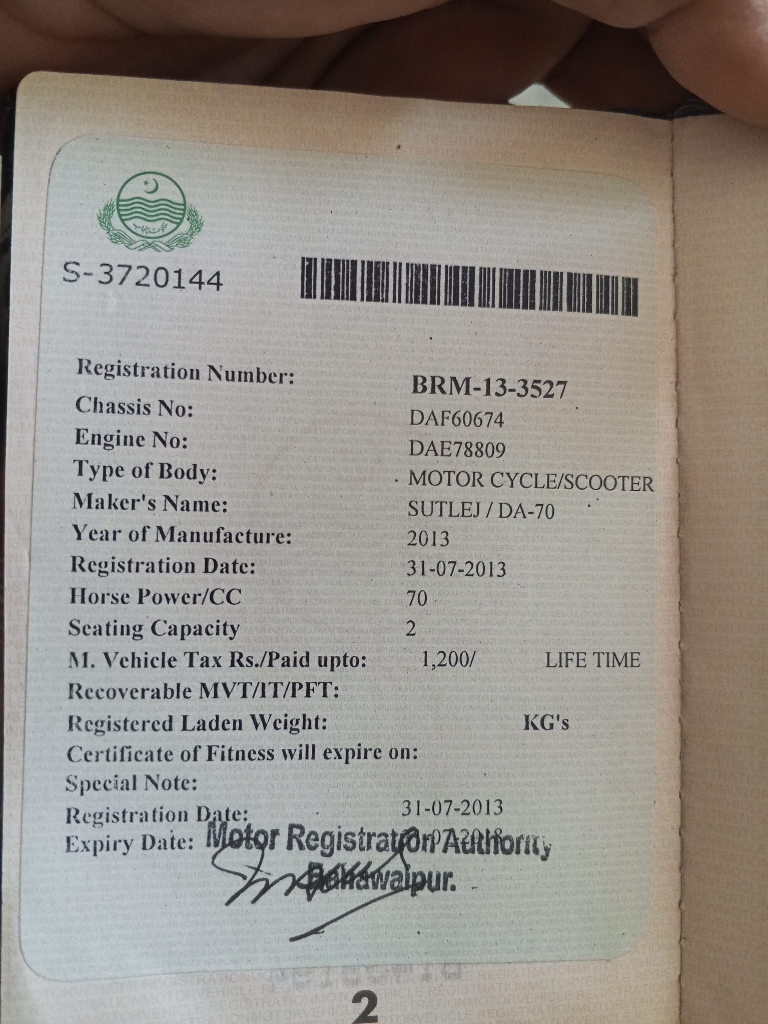 S-3720144
Registration Number: BRM-13-3527
Chassis No: DAF60674
Engine No: DAE78809
Type of Body: MOTOR CYCLE/SCOOTER
Maker's Name: SUTLEJ / DA-70
Year of Manufacture: 2013
Registration Date: 31-07-2013
Horse Power/CC 70
Seating Capacity 2
M. Vehicle Tax Rs./Paid upto: 1,200/ LIFE TIME
Recoverable MVT/IT/PFT:
Registered Laden Weight: KG's
Certificate of Fitness will expire on:
Special Note:
Registration Date: 31-07-2013
Expiry Date:
Motor Registration Authority
Bahawalpur.
2